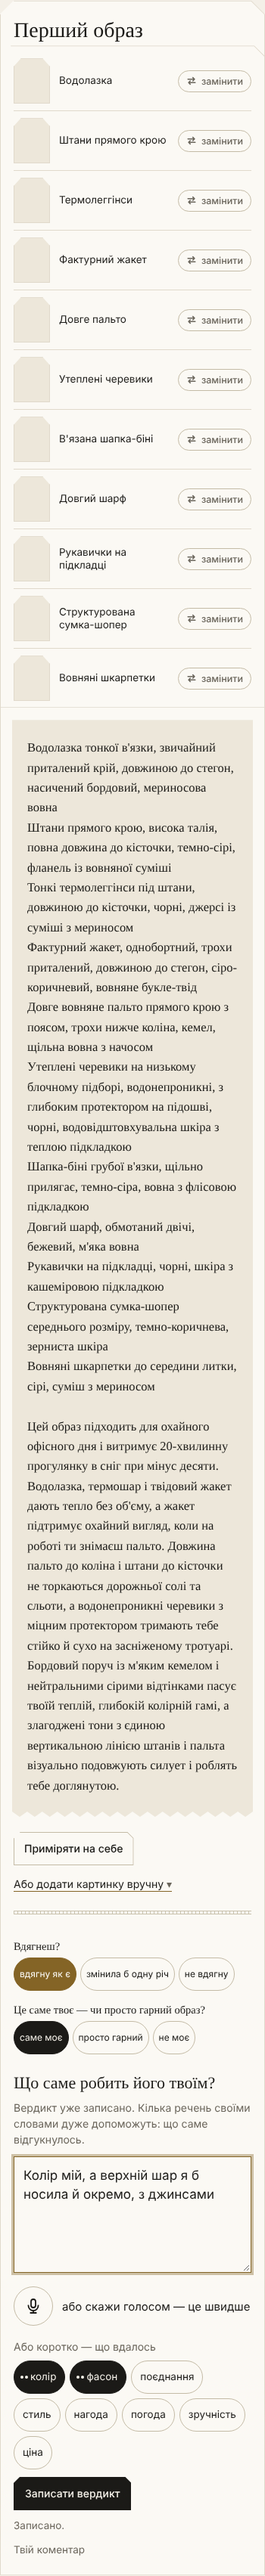 Перший образ
Водолазка
⇄ замінити
Штани прямого крою
⇄ замінити
Термолеггінси
⇄ замінити
Фактурний жакет
⇄ замінити
Довге пальто
⇄ замінити
Утеплені черевики
⇄ замінити
В'язана шапка-біні
⇄ замінити
Довгий шарф
⇄ замінити
Рукавички на
підкладці
⇄ замінити
Структурована
сумка-шопер
⇄ замінити
Вовняні шкарпетки
⇄ замінити
Водолазка тонкої в'язки, звичайний
приталений крій, довжиною до стегон,
насичений бордовий, мериносова
вовна
Штани прямого крою, висока талія,
повна довжина до кісточки, темно-сірі,
фланель із вовняної суміші
Тонкі термолеггінси під штани,
довжиною до кісточки, чорні, джерсі із
суміші з мериносом
Фактурний жакет, однобортний, трохи
приталений, довжиною до стегон, сіро-
коричневий, вовняне букле-твід
Довге вовняне пальто прямого крою з
поясом, трохи нижче коліна, кемел,
щільна вовна з начосом
Утеплені черевики на низькому
блочному підборі, водонепроникні, з
глибоким протектором на підошві,
чорні, водовідштовхувальна шкіра з
теплою підкладкою
Шапка-біні грубої в'язки, щільно
прилягає, темно-сіра, вовна з флісовою
підкладкою
Довгий шарф, обмотаний двічі,
бежевий, м'яка вовна
Рукавички на підкладці, чорні, шкіра з
кашеміровою підкладкою
Структурована сумка-шопер
середнього розміру, темно-коричнева,
зерниста шкіра
Вовняні шкарпетки до середини литки,
сірі, суміш з мериносом
Цей образ підходить для охайного
офісного дня і витримує 20-хвилинну
прогулянку в сніг при мінус десяти.
Водолазка, термошар і твідовий жакет
дають тепло без об'єму, а жакет
підтримує охайний вигляд, коли на
роботі ти знімаєш пальто. Довжина
пальто до коліна і штани до кісточки
не торкаються дорожньої солі та
сльоти, а водонепроникні черевики з
міцним протектором тримають тебе
стійко й сухо на засніженому тротуарі.
Бордовий поруч із м'яким кемелом і
нейтральними сірими відтінками пасує
твоїй теплій, глибокій колірній гамі, а
злагоджені тони з єдиною
вертикальною лінією штанів і пальта
візуально подовжують силует і роблять
тебе доглянутою.
Приміряти на себе
Або додати картинку вручну ▾
Вдягнеш?
вдягну як є
змінила б одну річ
не вдягну
Це саме твоє — чи просто гарний образ?
саме моє
просто гарний
не моє
Що саме робить його твоїм?
Вердикт уже записано. Кілька речень своїми
словами дуже допоможуть: що саме
відгукнулось.
Колір мій, а верхній шар я б
носила й окремо, з джинсами
або скажи голосом — це швидше
Або коротко — що вдалось
•• колір
•• фасон
поєднання
стиль
нагода
погода
зручність
ціна
Записати вердикт
Записано.
Твій коментар